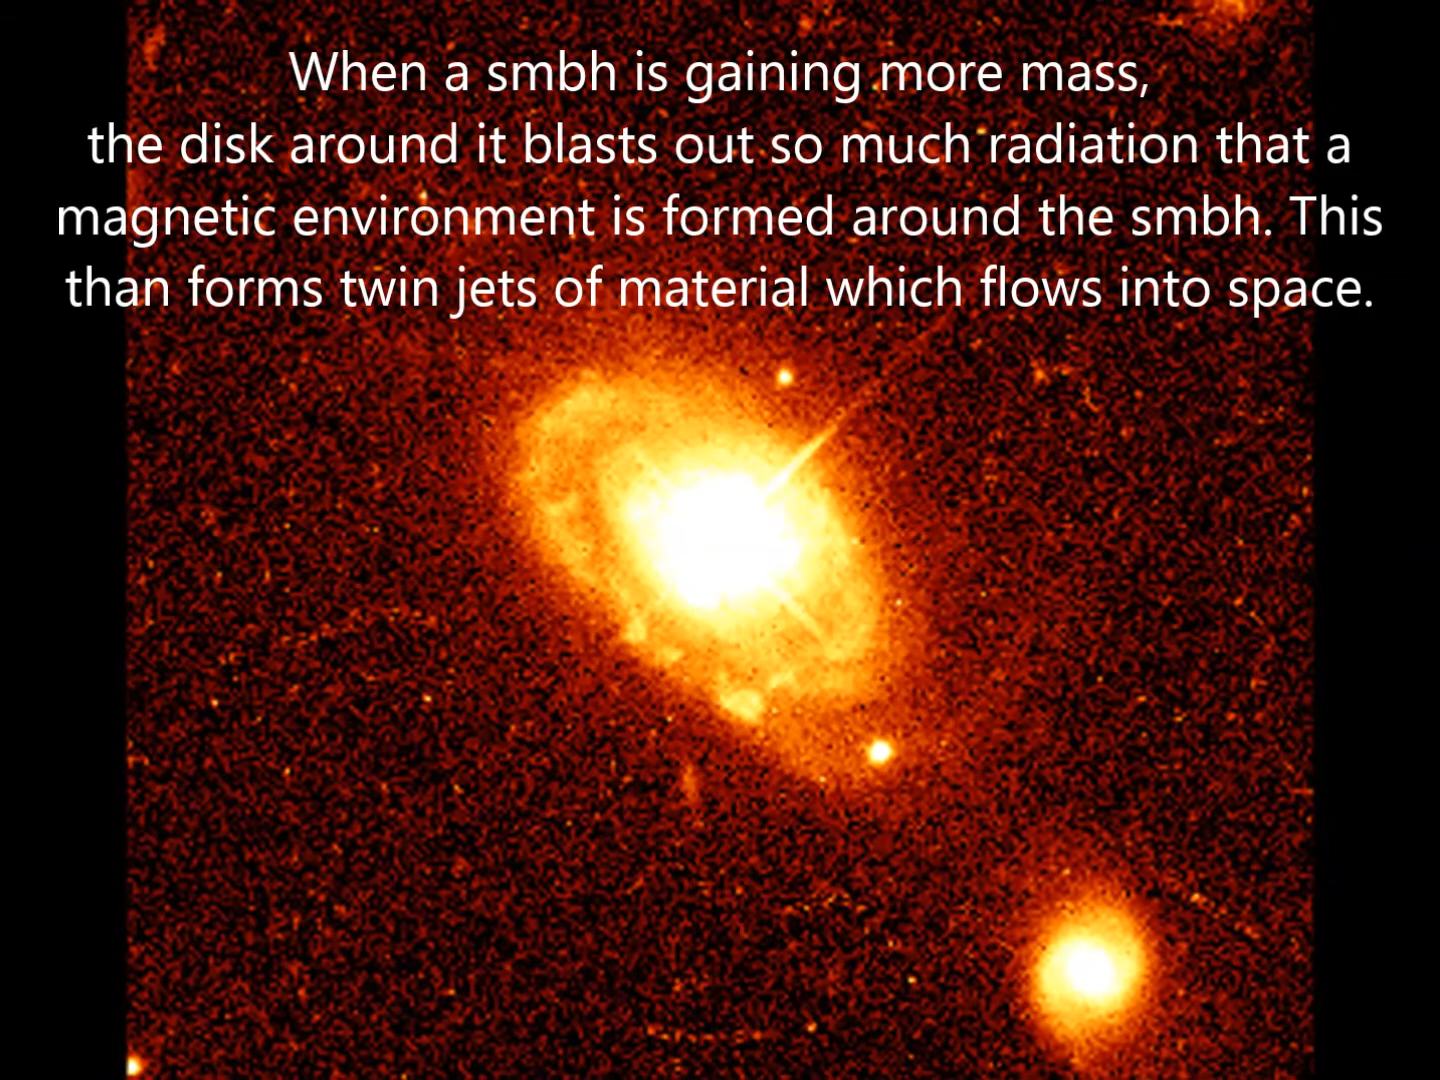 When a smbh is gaining more mass,
the disk around it blasts out so much radiation that a
magnetic environment is formed around the smbh. This
than forms twin jets of material which flows into space.